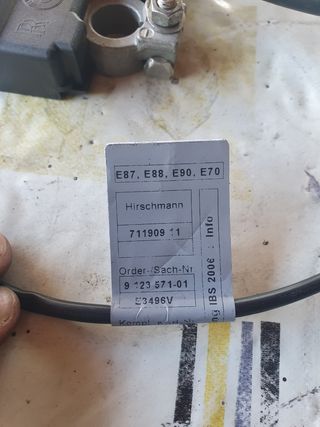 E87, E88, E90, E70
Hirschmann
711909 11
Order-/Sach-Nr
9 123 571-01
E3496V
IBS 2006 : Info